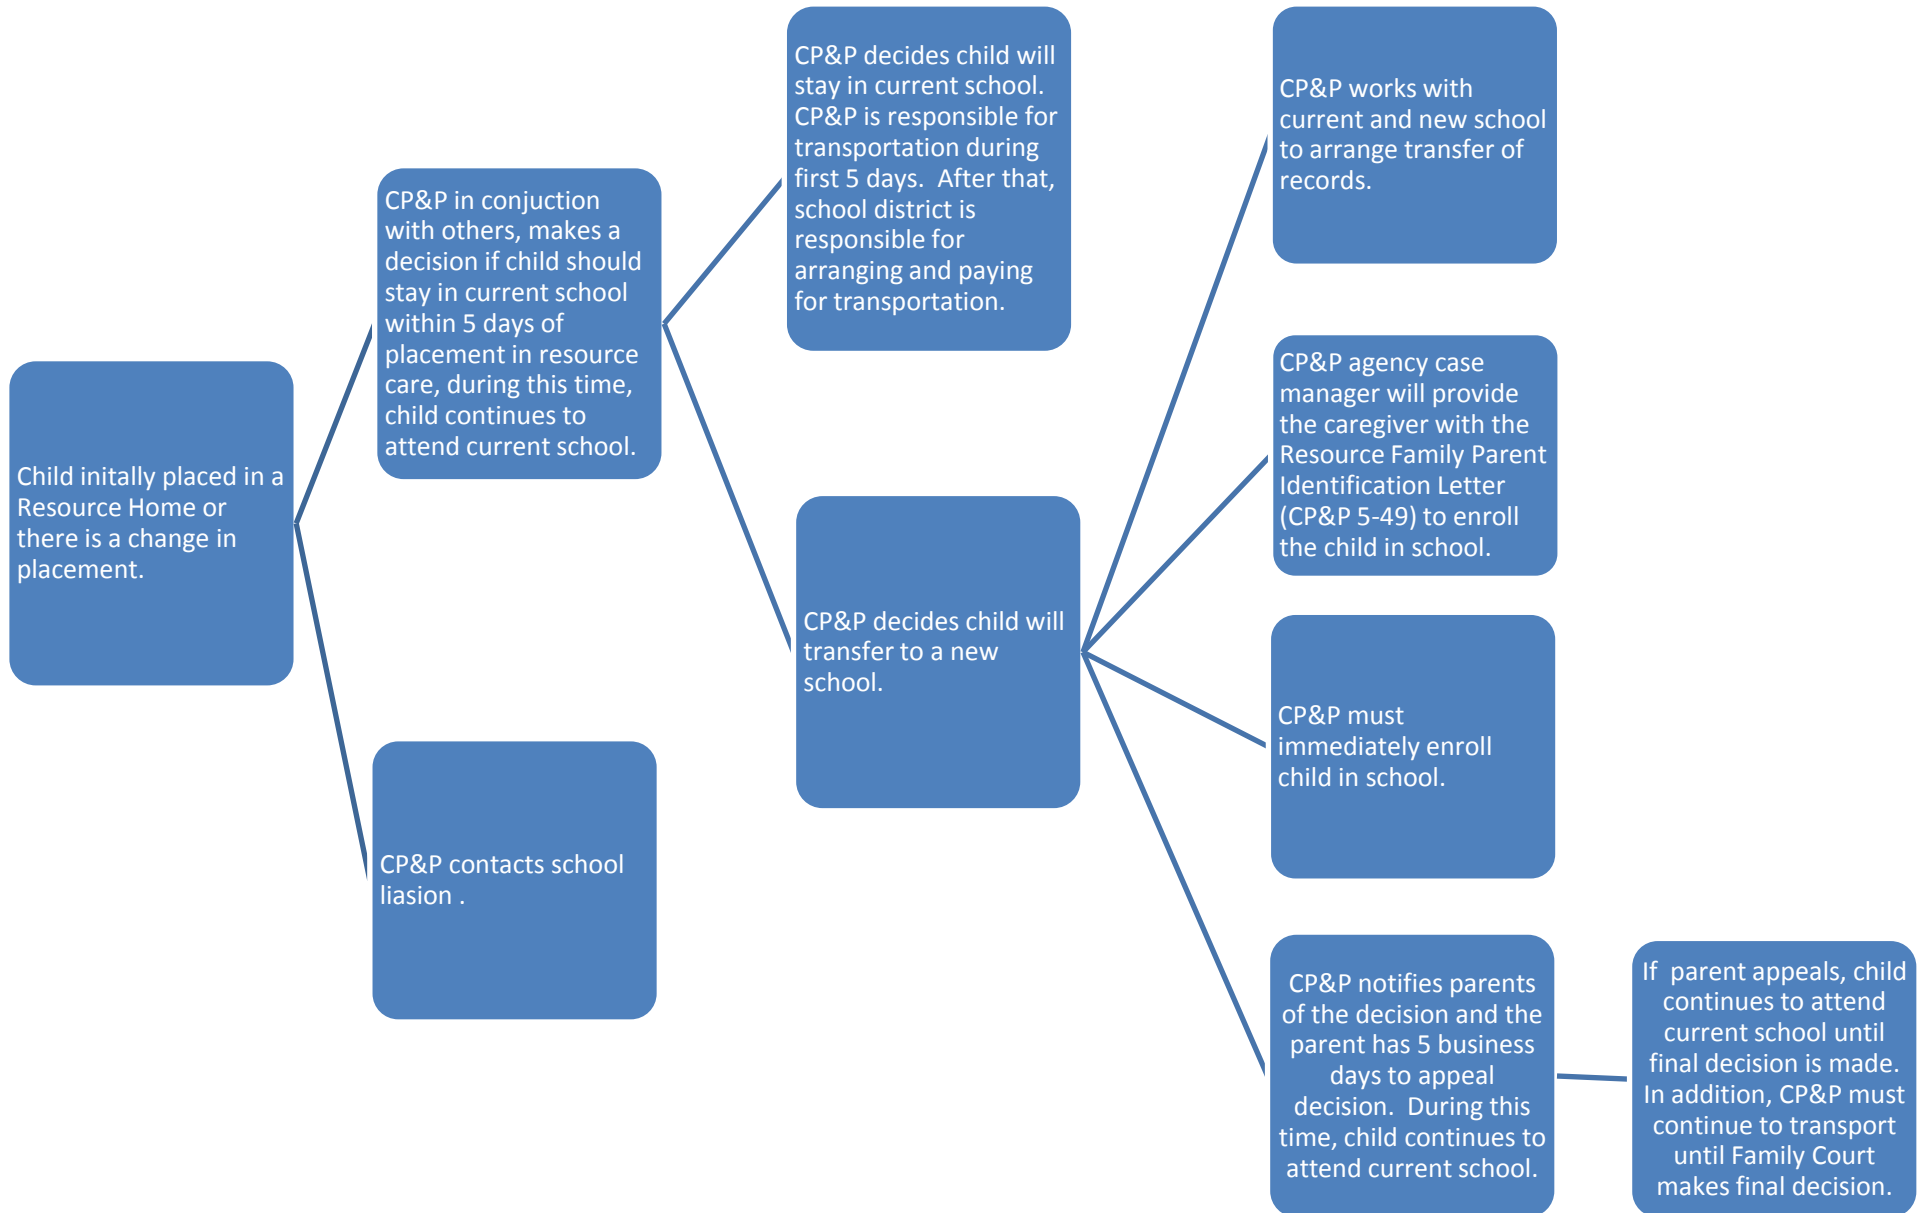 Child initally placed in a
Resource Home or
there is a change in
placement.
CP&P in conjuction
with others, makes a
decision if child should
stay in current school
within 5 days of
placement in resource
care, during this time,
child continues to
attend current school.
CP&P contacts school
liasion .
CP&P decides child will
stay in current school.
CP&P is responsible for
transportation during
first 5 days.  After that,
school district is
responsible for
arranging and paying
for transportation.
CP&P decides child will
transfer to a new
school.
CP&P works with
current and new school
to arrange transfer of
records.
CP&P agency case
manager will provide
the caregiver with the
Resource Family Parent
Identification Letter
(CP&P 5-49) to enroll
the child in school.
CP&P must
immediately enroll
child in school.
CP&P notifies parents
of the decision and the
parent has 5 business
days to appeal
decision.  During this
time, child continues to
attend current school.
If  parent appeals, child
continues to attend
current school until
final decision is made.
In addition, CP&P must
continue to transport
until Family Court
makes final decision.